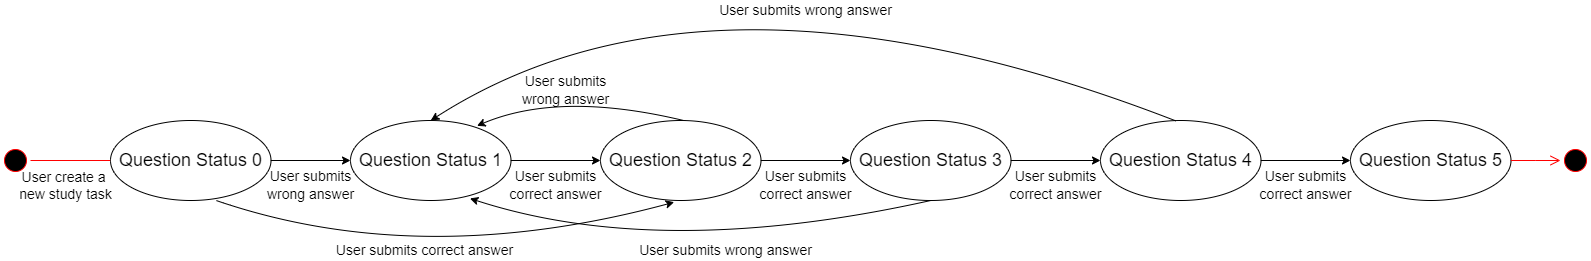 User submits wrong answer
User submits
wrong answer
Question Status 0
Question Status 1
Question Status 2
Question Status 3
Question Status 4
Question Status 5
User create a
new study task
User submits
wrong answer
User submits
correct answer
User submits
correct answer
User submits
correct answer
User submits
correct answer
User submits correct answer
User submits wrong answer